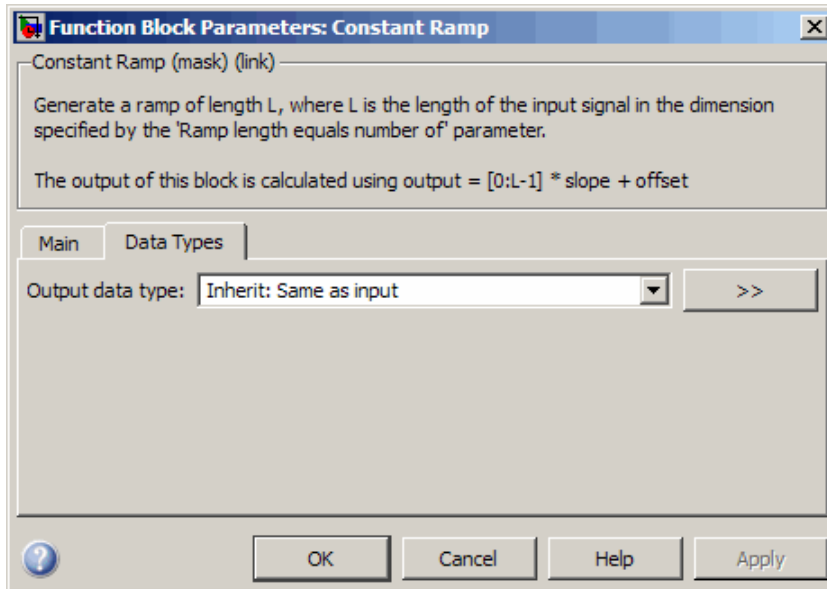 Function Block Parameters: Constant Ramp
Constant Ramp (mask) (link)
Generate a ramp of length L, where L is the length of the input signal in the dimension
specified by the 'Ramp length equals number of' parameter.
The output of this block is calculated using output = [0:L-1] * slope + offset
Main Data Types
Output data type: Inherit: Same as input >>
OK Cancel Help Apply